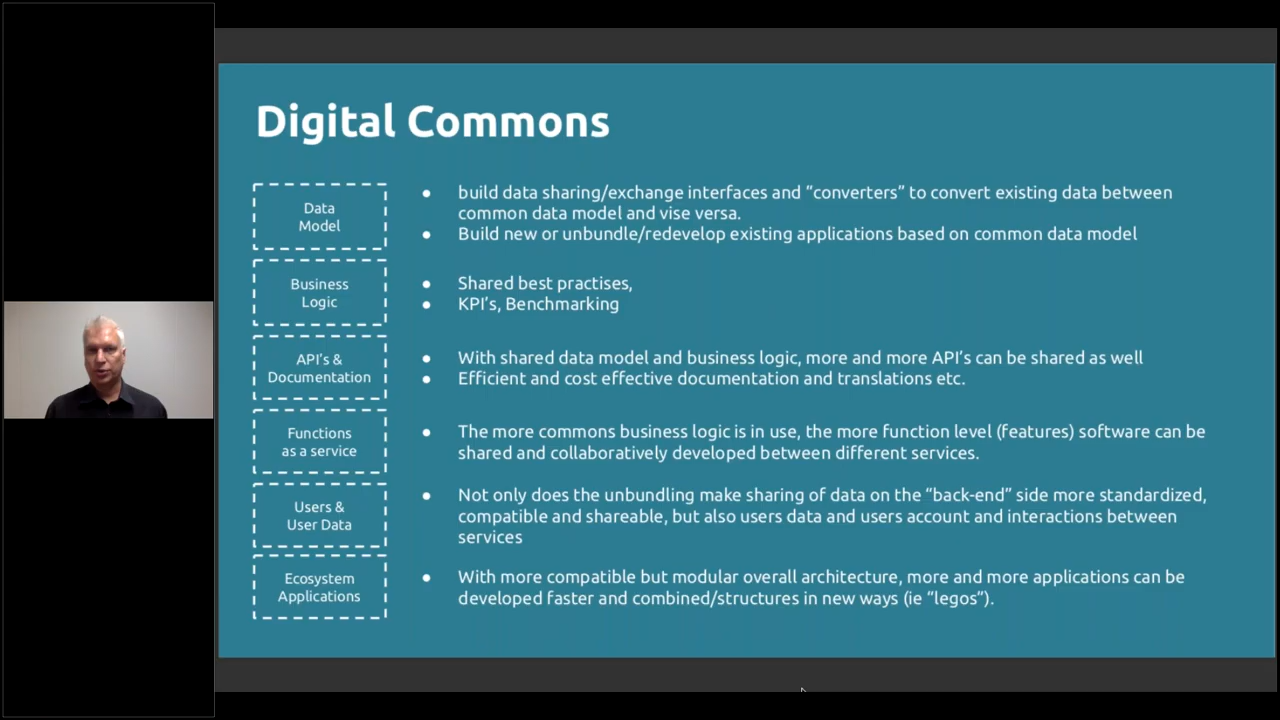 Digital Commons
Data
Model
● build data sharing/exchange interfaces and “converters” to convert existing data between
common data model and vise versa.
● Build new or unbundle/redevelop existing applications based on common data model
Business
Logic
● Shared best practises,
● KPI’s, Benchmarking
API’s &
Documentation
● With shared data model and business logic, more and more API’s can be shared as well
● Efficient and cost effective documentation and translations etc.
Functions
as a service
● The more commons business logic is in use, the more function level (features) software can be
shared and collaboratively developed between different services.
Users &
User Data
● Not only does the unbundling make sharing of data on the “back-end” side more standardized,
compatible and shareable, but also users data and users account and interactions between
services
Ecosystem
Applications
● With more compatible but modular overall architecture, more and more applications can be
developed faster and combined/structures in new ways (ie “legos”).